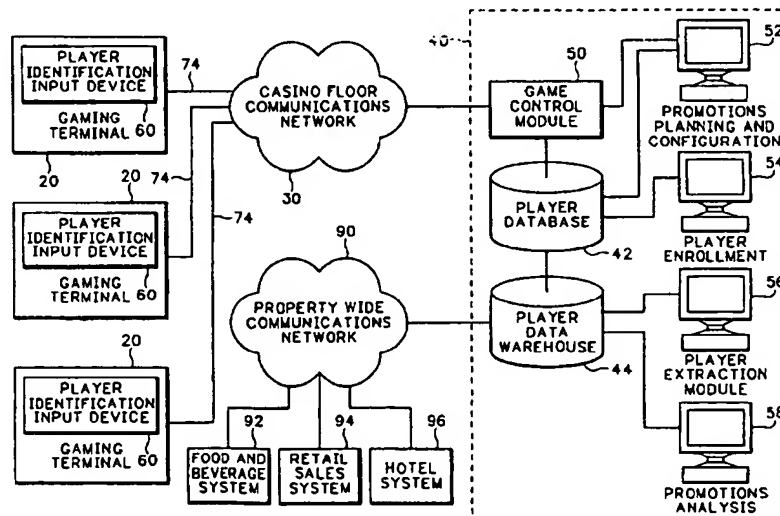 PLAYER
IDENTIFICATION
INPUT DEVICE
GAMING 60
TERMINAL
20
74
PLAYER
IDENTIFICATION
INPUT DEVICE
GAMING 60
TERMINAL
20
74
74
PLAYER
IDENTIFICATION
INPUT DEVICE
GAMING 60
TERMINAL
20
CASINO FLOOR
COMMUNICATIONS
NETWORK
30
90
PROPERTY WIDE
COMMUNICATIONS
NETWORK
92
FOOD AND
BEVERAGE
SYSTEM
94
RETAIL
SALES
SYSTEM
96
HOTEL
SYSTEM
40
50
GAME
CONTROL
MODULE
PLAYER
DATABASE
42
PLAYER
DATA
WAREHOUSE
44
52
PROMOTIONS
PLANNING AND
CONFIGURATION
54
PLAYER
ENROLLMENT
56
PLAYER
EXTRACTION
MODULE
58
PROMOTIONS
ANALYSIS